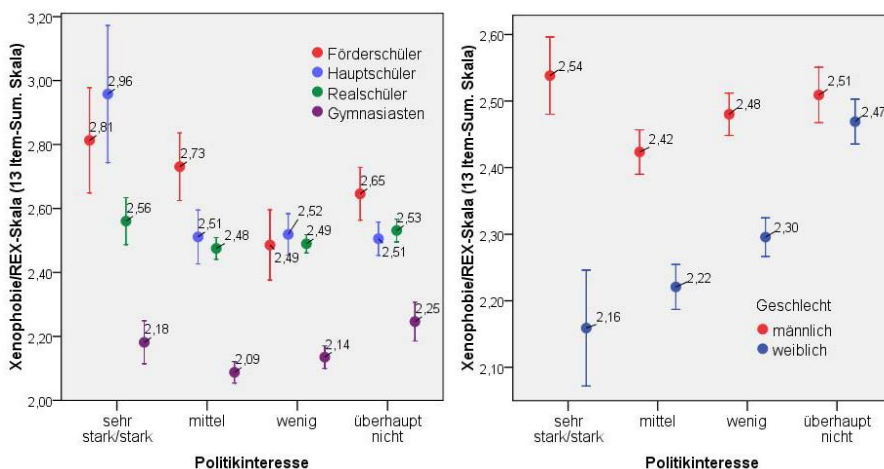 Xenophobie/REX-Skala (13 Item-Sum. Skala)
3,20
3,00
2,80
2,60
2,40
2,20
2,00
Förderschüler
Hauptschüler
Realschüler
Gymnasiasten
2,81
2,96
2,56
2,18
2,73
2,51
2,48
2,09
2,49
2,52
2,49
2,14
2,65
2,51
2,53
2,25
sehr
stark/stark
mittel
wenig
überhaupt
nicht
Politikinteresse
Xenophobie/REX-Skala (13 Item-Sum. Skala)
2,60
2,50
2,40
2,30
2,20
2,10
2,54
2,16
2,42
2,22
2,48
2,30
2,51
2,47
Geschlecht
männlich
weiblich
sehr
stark/stark
mittel
wenig
überhaupt
nicht
Politikinteresse